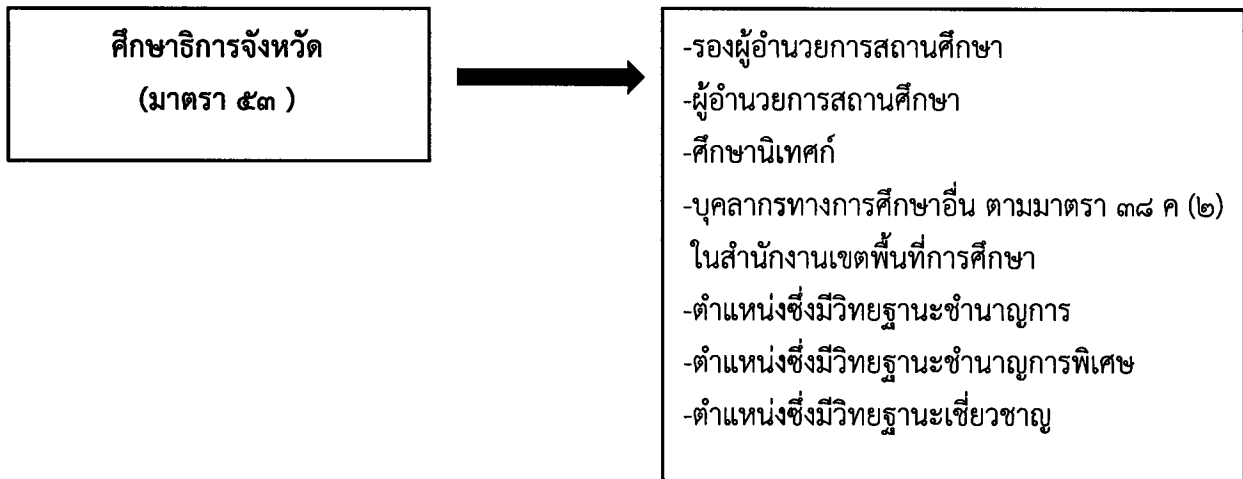 ศึกษาธิการจังหวัด
(มาตรา ๕๓ )
-รองผู้อำนวยการสถานศึกษา
-ผู้อำนวยการสถานศึกษา
-ศึกษานิเทศก์
-บุคลากรทางการศึกษาอื่น ตามมาตรา ๓๘ ค (๒)
ในสำนักงานเขตพื้นที่การศึกษา
-ตำแหน่งซึ่งมีวิทยฐานะชำนาญการ
-ตำแหน่งซึ่งมีวิทยฐานะชำนาญการพิเศษ
-ตำแหน่งซึ่งมีวิทยฐานะเชี่ยวชาญ